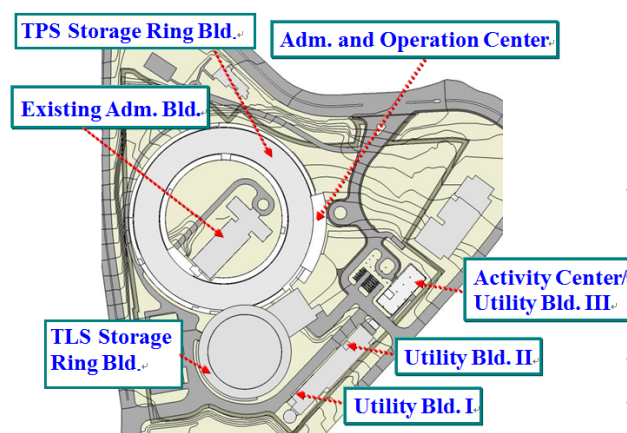 TPS Storage Ring Bld.
Adm. and Operation Center
Existing Adm. Bld.
Activity Center/
Utility Bld. III
TLS Storage
Ring Bld.
Utility Bld. II
Utility Bld. I